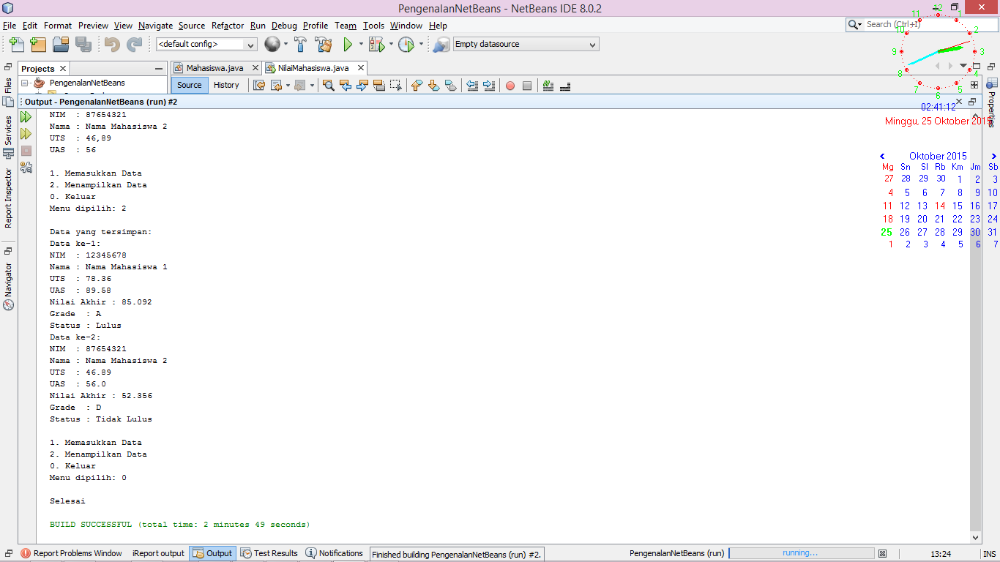 PengenalanNetBeans - NetBeans IDE 8.0.2
File Edit Format Preview View Navigate Source Refactor Run Debug Profile Team Tools Window Help
Search (Ctrl+I)
<default config>
Empty datasource
Projects
Mahasiswa.java
NilaiMahasiswa.java
PengenalanNetBeans
Source History
Output - PengenalanNetBeans (run) #2
Files
Services
Report Inspector
Navigator
Properties
NIM : 87654321
Nama : Nama Mahasiswa 2
UTS : 46,89
UAS : 56
1. Memasukkan Data
2. Menampilkan Data
0. Keluar
Menu dipilih: 2
Data yang tersimpan:
Data ke-1:
NIM : 12345678
Nama : Nama Mahasiswa 1
UTS : 78.36
UAS : 89.58
Nilai Akhir : 85.092
Grade : A
Status : Lulus
Data ke-2:
NIM : 87654321
Nama : Nama Mahasiswa 2
UTS : 46.89
UAS : 56.0
Nilai Akhir : 52.356
Grade : D
Status : Tidak Lulus
1. Memasukkan Data
2. Menampilkan Data
0. Keluar
Menu dipilih: 0
Selesai
BUILD SUCCESSFUL (total time: 2 minutes 49 seconds)
12
1
2
3
4
5
6
7
8
9
10
11
02:41:12
Minggu, 25 Oktober 2015
Oktober 2015
Mg Sn Sl Rb Km Jm Sb
27 28 29 30 1 2 3
4 5 6 7 8 9 10
11 12 13 14 15 16 17
18 19 20 21 22 23 24
25 26 27 28 29 30 31
1 2 3 4 5 6 7
Report Problems Window
iReport output
Output
Test Results
Notifications
Finished building PengenalanNetBeans (run) #2.
PengenalanNetBeans (run)
running...
13:24
INS